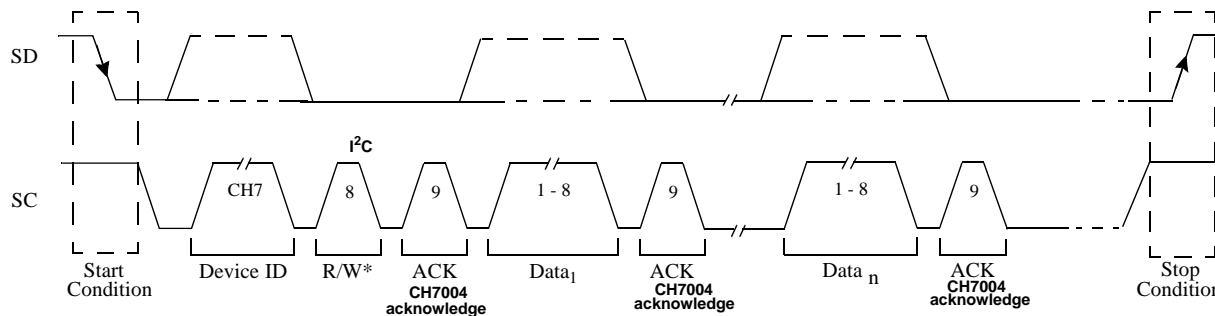 SD
I²C
SC
CH7
8
9
1 - 8
9
1 - 8
9
Start
Condition
Device ID
R/W*
ACK
CH7004
acknowledge
Data1
ACK
CH7004
acknowledge
Data n
ACK
CH7004
acknowledge
Stop
Condition